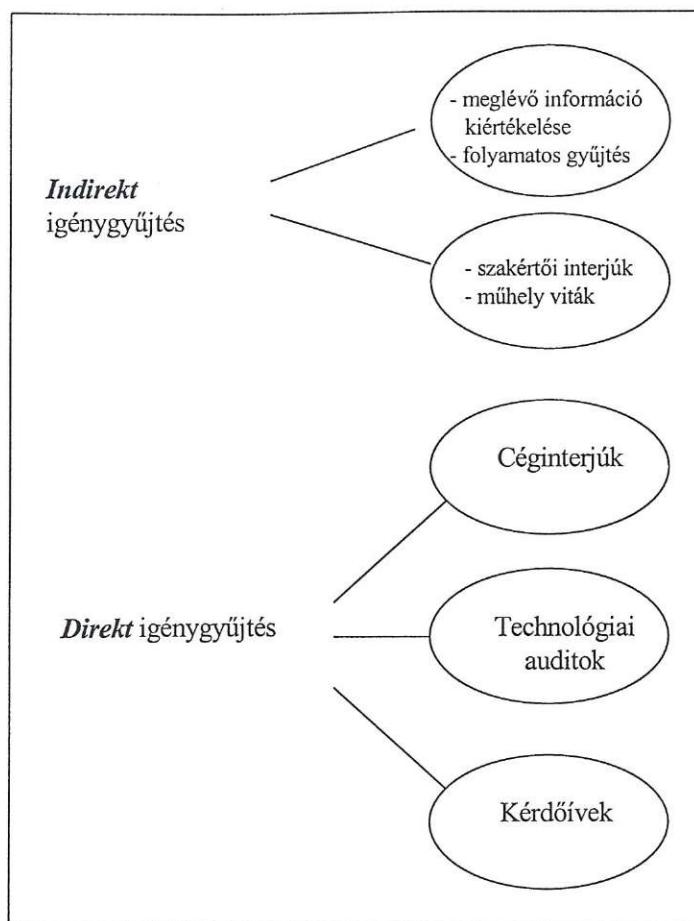 - meglévő információ
kiértékelése
- folyamatos gyűjtés
Indirekt
igénygyűjtés
- szakértői interjúk
- műhely viták
Céginterjúk
Direkt igénygyűjtés
Technológiai
auditok
Kérdőívek